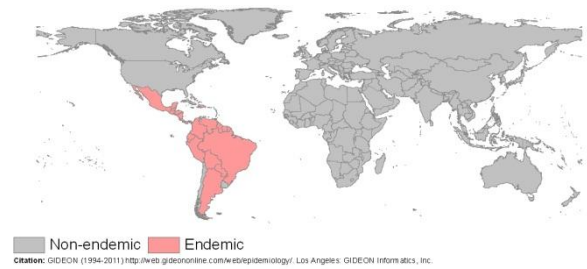 Non-endemic Endemic
Citation: GIDEON (1994-2011) http://web.gideononline.com/web/epidemiology/. Los Angeles: GIDEON Informatics, Inc.